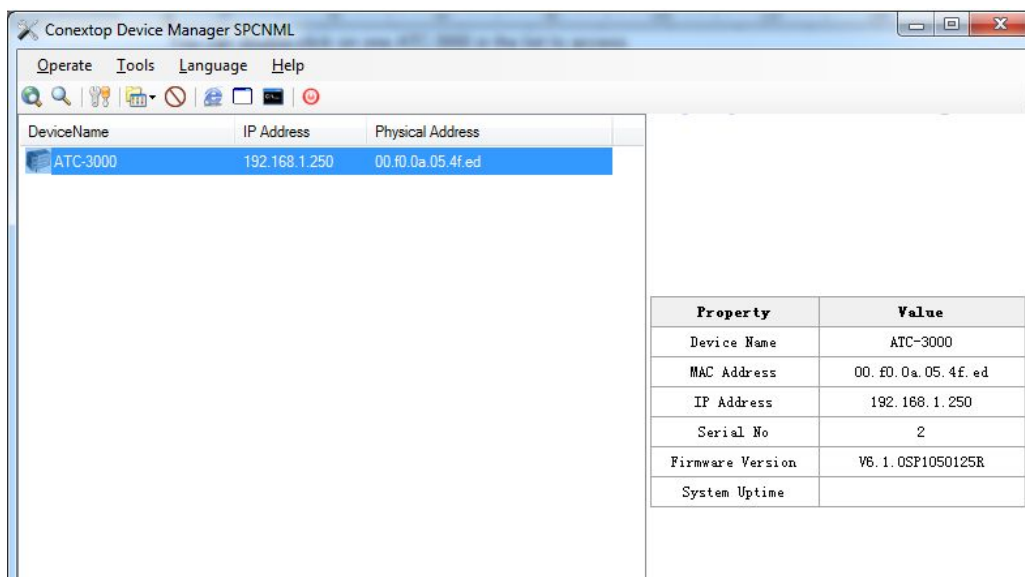 Conextop Device Manager SPCNML
Operate Tools Language Help
DeviceName IP Address Physical Address
ATC-3000 192.168.1.250 00.f0.0a.05.4f.ed
Property Value
Device Name ATC-3000
MAC Address 00.f0.0a.05.4f.ed
IP Address 192.168.1.250
Serial No 2
Firmware Version V6.1.0SP1050125R
System Uptime